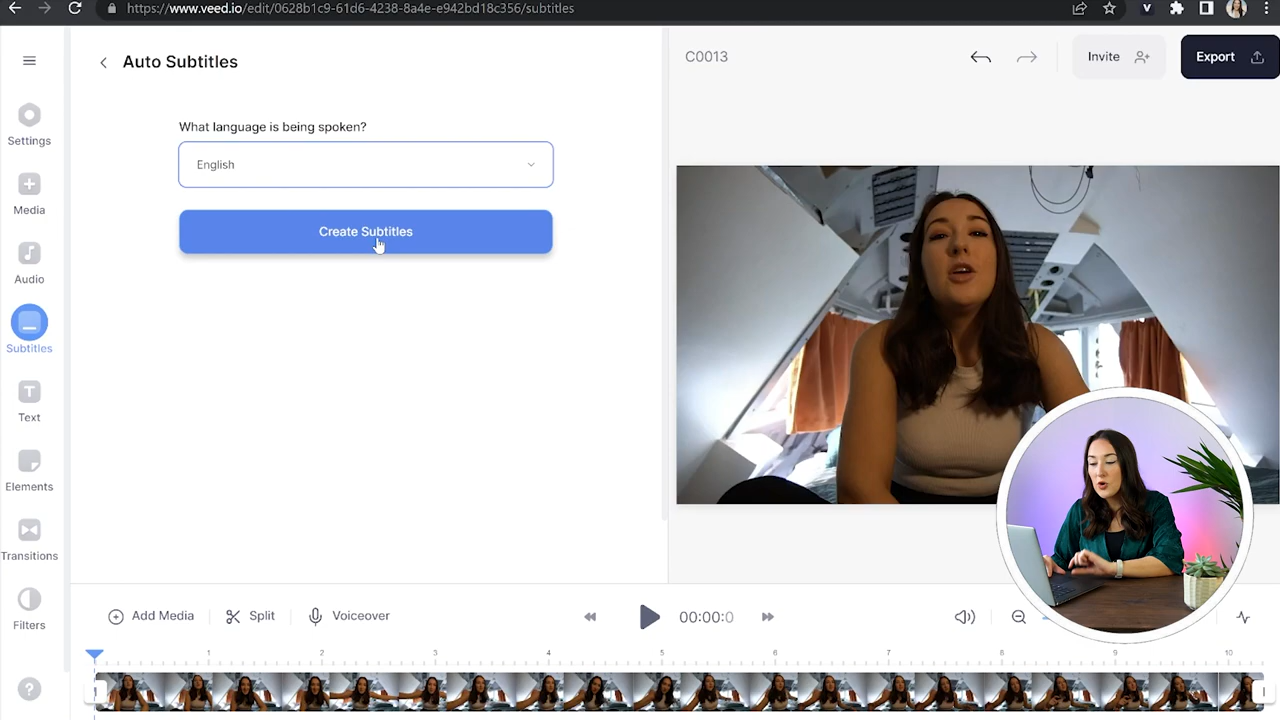 https://www.veed.io/edit/0628b1c9-61d6-4238-8a4e-e942bd18c356/subtitles
Auto Subtitles
C0013
Invite
Export
What language is being spoken?
English
Create Subtitles
Settings
Media
Audio
Subtitles
Text
Elements
Transitions
Filters
Add Media
Split
Voiceover
00:00:0
1 2 3 4 5 6 7 8 9 10